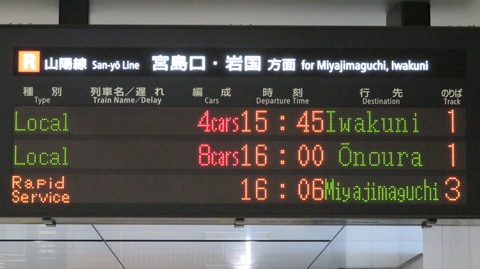 R 山陽線 San-yō Line 宮島口・岩国 方面 for Miyajimaguchi, Iwakuni
種別 列車名／遅れ 編成 時刻 行先 のりば
Type Train Name/Delay Cars Departure Time Destination Track
Local 4cars 15:45 Iwakuni 1
Local 8cars 16:00 Ōnoura 1
Rapid Service 16:06 Miyajimaguchi 3